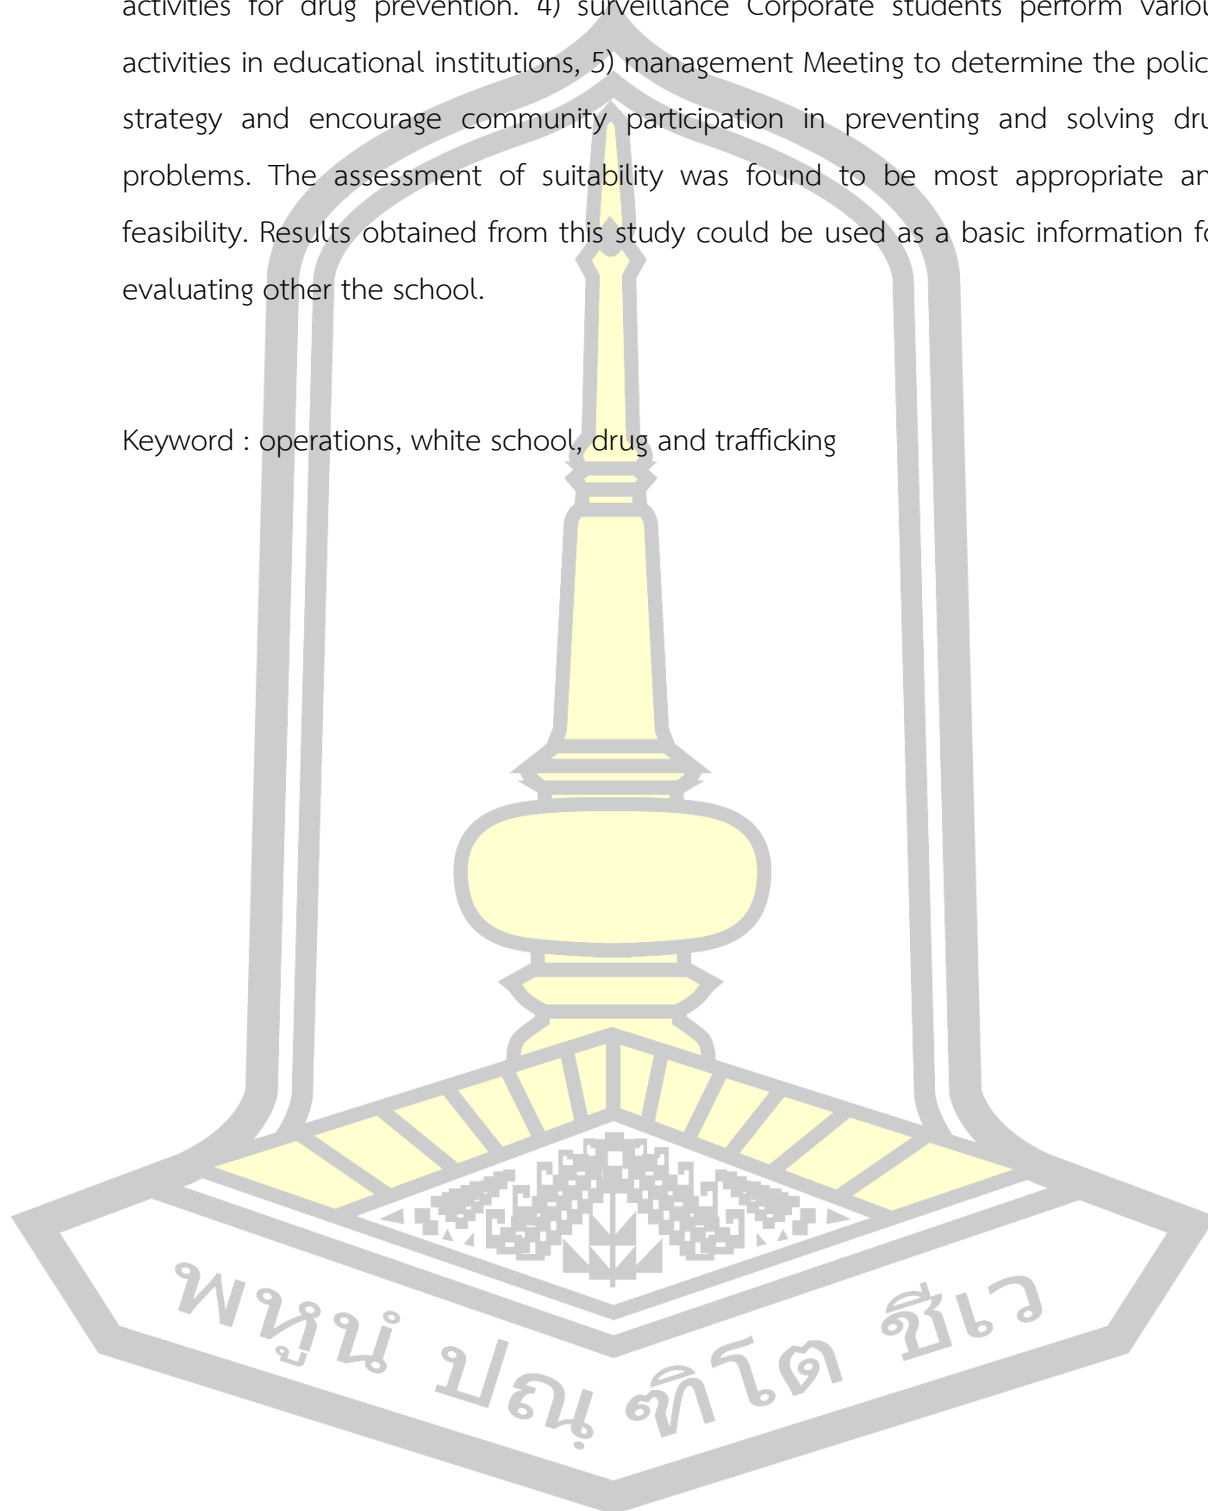 activities for drug prevention. 4) surveillance Corporate students perform variou
activities in educational institutions, 5) management Meeting to determine the polic
strategy and encourage community participation in preventing and solving dru
problems. The assessment of suitability was found to be most appropriate an
feasibility. Results obtained from this study could be used as a basic information fo
evaluating other the school.
Keyword : operations, white school, drug and trafficking
พหูนํ ปณฺ ฑิโต ชีเว